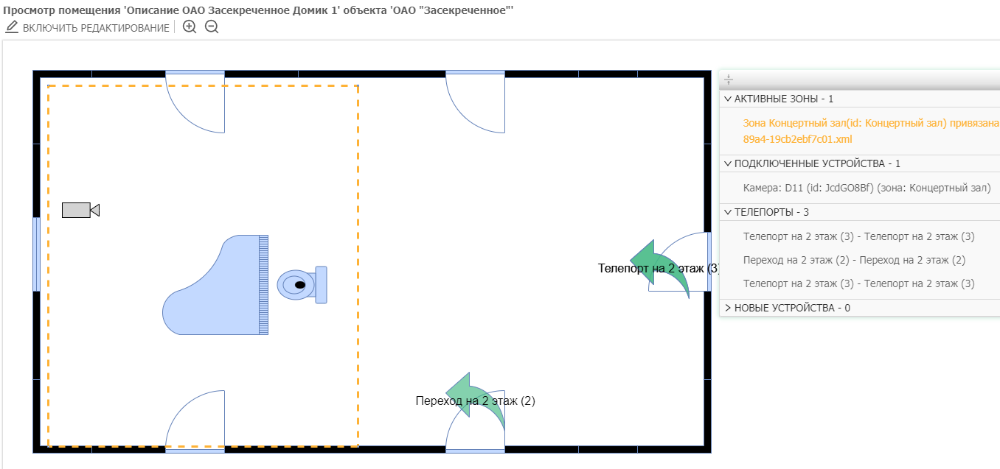 Просмотр помещения 'Описание ОАО Засекреченное Домик 1' объекта 'ОАО "Засекреченное"'
ВКЛЮЧИТЬ РЕДАКТИРОВАНИЕ
АКТИВНЫЕ ЗОНЫ - 1
Зона Концертный зал(id: Концертный зал) привязана
89a4-19cb2ebf7c01.xml
ПОДКЛЮЧЕННЫЕ УСТРОЙСТВА - 1
Камера: D11 (id: JcdGO8Bf) (зона: Концертный зал)
ТЕЛЕПОРТЫ - 3
Телепорт на 2 этаж (3) - Телепорт на 2 этаж (3)
Переход на 2 этаж (2) - Переход на 2 этаж (2)
Телепорт на 2 этаж (3) - Телепорт на 2 этаж (3)
НОВЫЕ УСТРОЙСТВА - 0
Телепорт на 2 этаж (3)
Переход на 2 этаж (2)